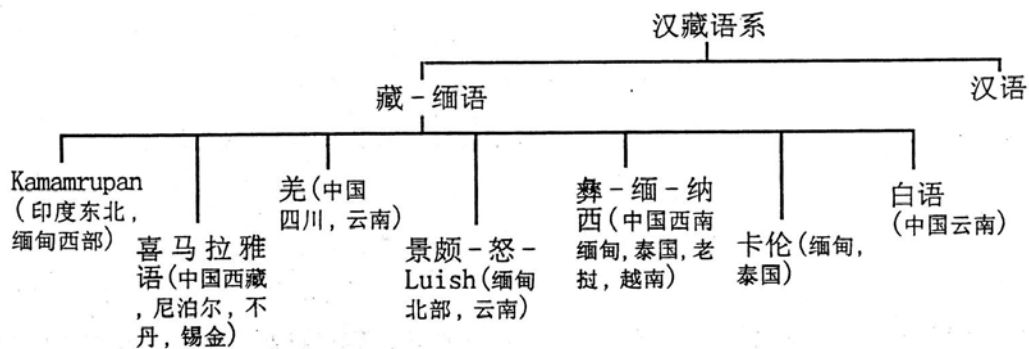 汉藏语系
藏－缅语
汉语
Kamamrupan
(印度东北,
缅甸西部)
喜马拉雅
语(中国西藏
,尼泊尔,不
丹,锡金)
羌(中国
四川,云南)
景颇－怒－
Luish(缅甸
北部,云南)
彝－缅－纳
西(中国西南
缅甸,泰国,老
挝,越南)
卡伦(缅甸,
泰国)
白语
(中国云南)